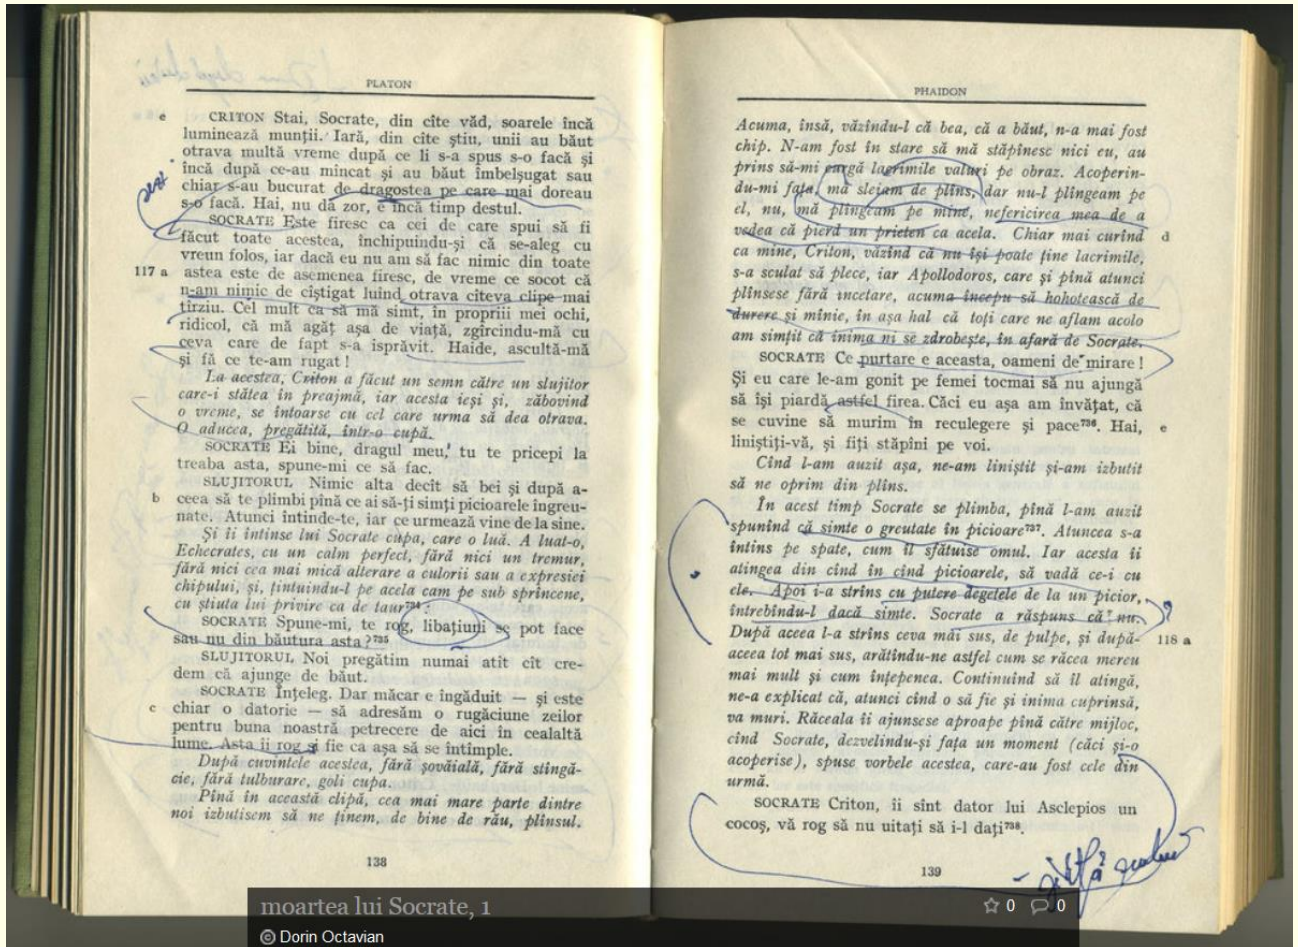 PLATON
e CRITON Stai, Socrate, din cîte văd, soarele încă
luminează munții. Iară, din cîte știu, unii au băut
otrava multă vreme după ce li s-a spus s-o facă și
încă după ce-au mîncat și au băut îmbelșugat sau
chiar s-au bucurat de dragostea pe care mai doreau
s-o facă. Hai, nu da zor, e încă timp destul.
SOCRATE Este firesc ca cei de care spui să fi
făcut toate acestea, închipuindu-și că se-aleg cu
vreun folos, iar dacă eu nu am să fac nimic din toate
117 a astea este de asemenea firesc, de vreme ce socot că
n-am nimic de cîștigat luînd otrava cîteva clipe mai
tîrziu. Cel mult ca să mă simt, în propriii mei ochi,
ridicol, că mă agăț așa de viață, zgîrcindu-mă cu
ceva care de fapt s-a isprăvit. Haide, ascultă-mă
și fă ce te-am rugat !
La acestea, Criton a făcut un semn către un slujitor
care-i stătea în preajmă, iar acesta ieși și, zăbovind
o vreme, se întoarse cu cel care urma să dea otrava.
O aducea, pregătită, într-o cupă.
SOCRATE Ei bine, dragul meu, tu te pricepi la
treaba asta, spune-mi ce să fac.
SLUJITORUL Nimic alta decît să bei și după a-
b ceea să te plimbi pînă ce ai să-ți simți picioarele îngreu-
nate. Atunci întinde-te, iar ce urmează vine de la sine.
Și îi întinse lui Socrate cupa, care o luă. A luat-o,
Echecrates, cu un calm perfect, fără nici un tremur,
fără nici cea mai mică alterare a culorii sau a expresiei
chipului, și, țintuindu-l pe acela cam pe sub sprîncene,
cu știuta lui privire ca de taur⁷³⁴ :
SOCRATE Spune-mi, te rog, libațiuni se pot face
sau nu din băutura asta?⁷³⁵
SLUJITORUL Noi pregătim numai atît cît cre-
dem că ajunge de băut.
SOCRATE Înțeleg. Dar măcar e îngăduit — și este
c chiar o datorie — să adresăm o rugăciune zeilor
pentru buna noastră petrecere de aici în cealaltă
lume. Asta îi rog și fie ca așa să se întîmple.
După cuvintele acestea, fără șovăială, fără stîngă-
cie, fără tulburare, goli cupa.
Pînă în această clipă, cea mai mare parte dintre
noi izbutisem să ne ținem, de bine de rău, plînsul.
138
PHAIDON
Acuma, însă, văzîndu-l că bea, că a băut, n-a mai fost
chip. N-am fost în stare să mă stăpînesc nici eu, au
prins să-mi curgă lacrimile valuri pe obraz. Acoperin-
du-mi fața, mă sleiam de plîns, dar nu-l plîngeam pe
el, nu, mă plîngeam pe mine, nefericirea mea de a
vedea că pierd un prieten ca acela. Chiar mai curînd d
ca mine, Criton, văzînd că nu își poate ține lacrimile,
s-a sculat să plece, iar Apollodoros, care și pînă atunci
plînsese fără încetare, acuma începu să hohotească de
durere și mînie, în așa hal că toți care ne aflam acolo
am simțit că inima ni se zdrobește, în afară de Socrate.
SOCRATE Ce purtare e aceasta, oameni de mirare !
Și eu care le-am gonit pe femei tocmai să nu ajungă
să își piardă astfel firea. Căci eu așa am învățat, că
se cuvine să murim în reculegere și pace⁷³⁶. Hai, e
liniștiți-vă, și fiți stăpîni pe voi.
Cînd l-am auzit așa, ne-am liniștit și-am izbutit
să ne oprim din plîns.
În acest timp Socrate se plimba, pînă l-am auzit
spunînd că simte o greutate în picioare⁷³⁷. Atuncea s-a
întins pe spate, cum îl sfătuise omul. Iar acesta îi
atingea din cînd în cînd picioarele, să vadă ce-i cu
ele. Apoi i-a strîns cu putere degetele de la un picior,
întrebîndu-l dacă simte. Socrate a răspuns că nu.
După aceea l-a strîns ceva mai sus, de pulpe, și după- 118 a
aceea tot mai sus, arătîndu-ne astfel cum se răcea mereu
mai mult și cum înțepenea. Continuînd să îl atingă,
ne-a explicat că, atunci cînd o să fie și inima cuprinsă,
va muri. Răceala îi ajunsese aproape pînă către mijloc,
cînd Socrate, dezvelindu-și fața un moment (căci și-o
acoperise), spuse vorbele acestea, care-au fost cele din
urmă.
SOCRATE Criton, îi sînt dator lui Asclepios un
cocoș, vă rog să nu uitați să i-l dați⁷³⁸.
139
moartea lui Socrate, 1
0 0
© Dorin Octavian